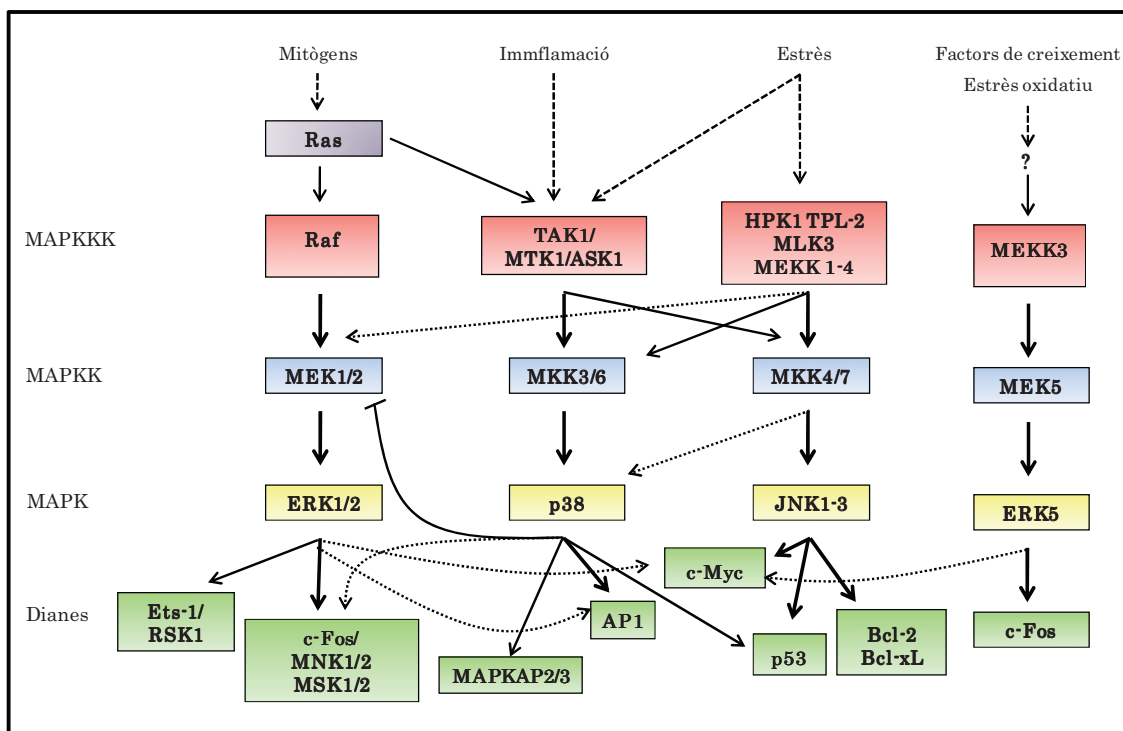 Mitògens
Immflamació
Estrès
Factors de creixement
Estrès oxidatiu
Ras
?
MAPKKK
Raf
TAK1/
MTK1/ASK1
HPK1 TPL-2
MLK3
MEKK 1-4
MEKK3
MAPKK
MEK1/2
MKK3/6
MKK4/7
MEK5
MAPK
ERK1/2
p38
JNK1-3
ERK5
Dianes
Ets-1/
RSK1
c-Fos/
MNK1/2
MSK1/2
MAPKAP2/3
AP1
c-Myc
p53
Bcl-2
Bcl-xL
c-Fos